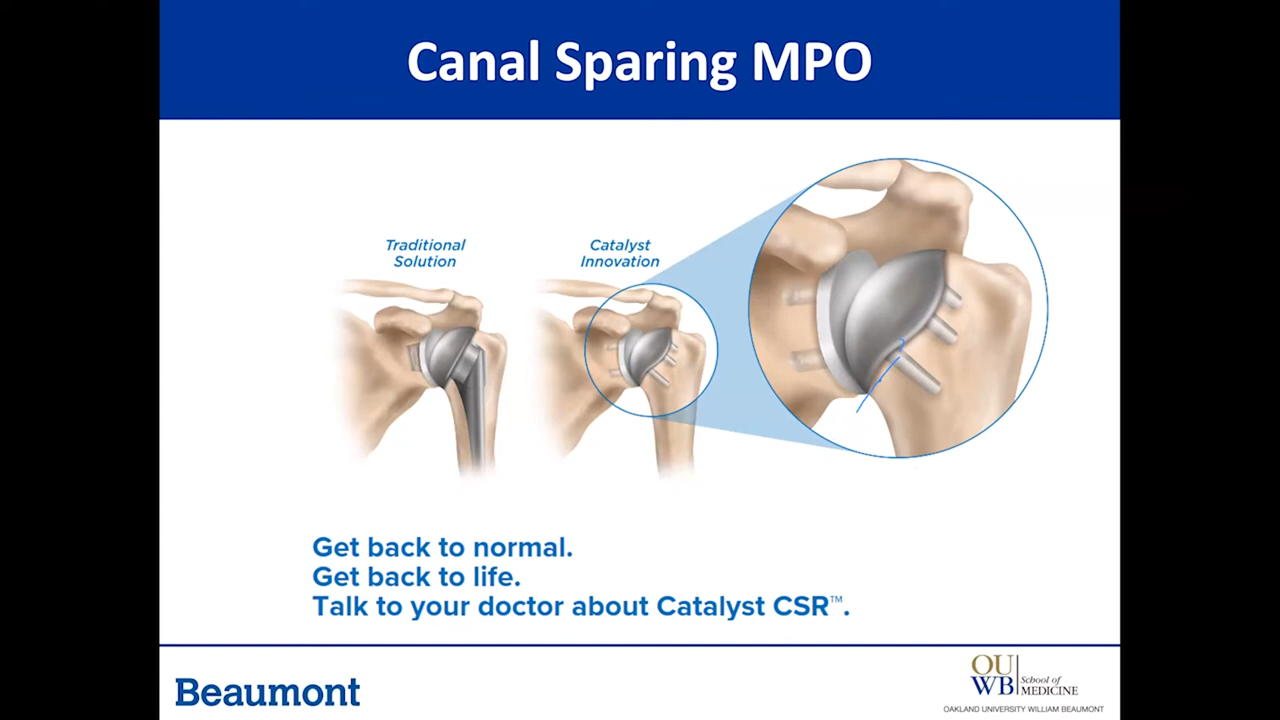 Canal Sparing MPO
Traditional
Solution
Catalyst
Innovation
Get back to normal.
Get back to life.
Talk to your doctor about Catalyst CSR™.
Beaumont
OU
WB
School of
MEDICINE
OAKLAND UNIVERSITY WILLIAM BEAUMONT